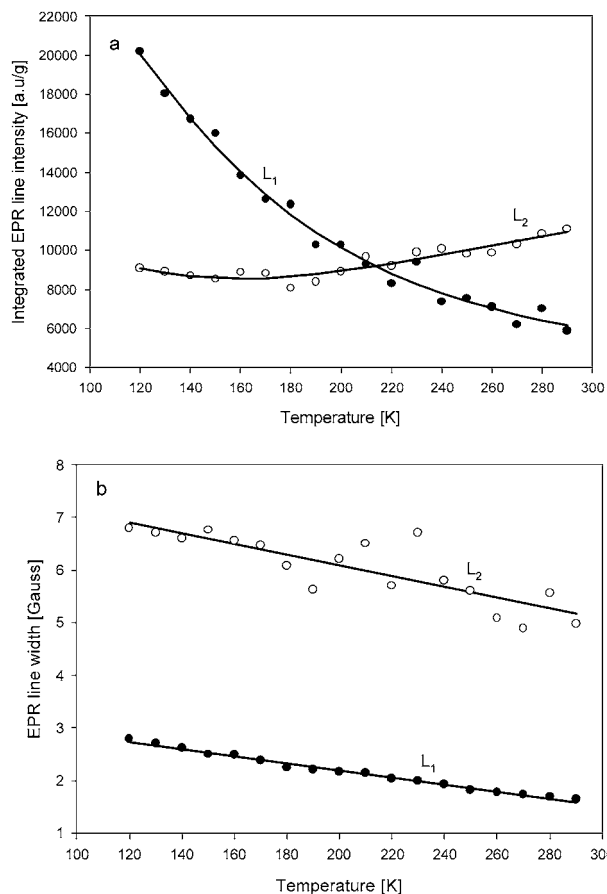 a
22000
20000
18000
16000
14000
12000
10000
8000
6000
4000
Integrated EPR line intensity [a.u/g]
L1
L2
100 120 140 160 180 200 220 240 260 280 300
Temperature [K]
b
8
7
6
5
4
3
2
1
EPR line width [Gauss]
L2
L1
100 120 140 160 180 200 220 240 260 280 30
Temperature [K]